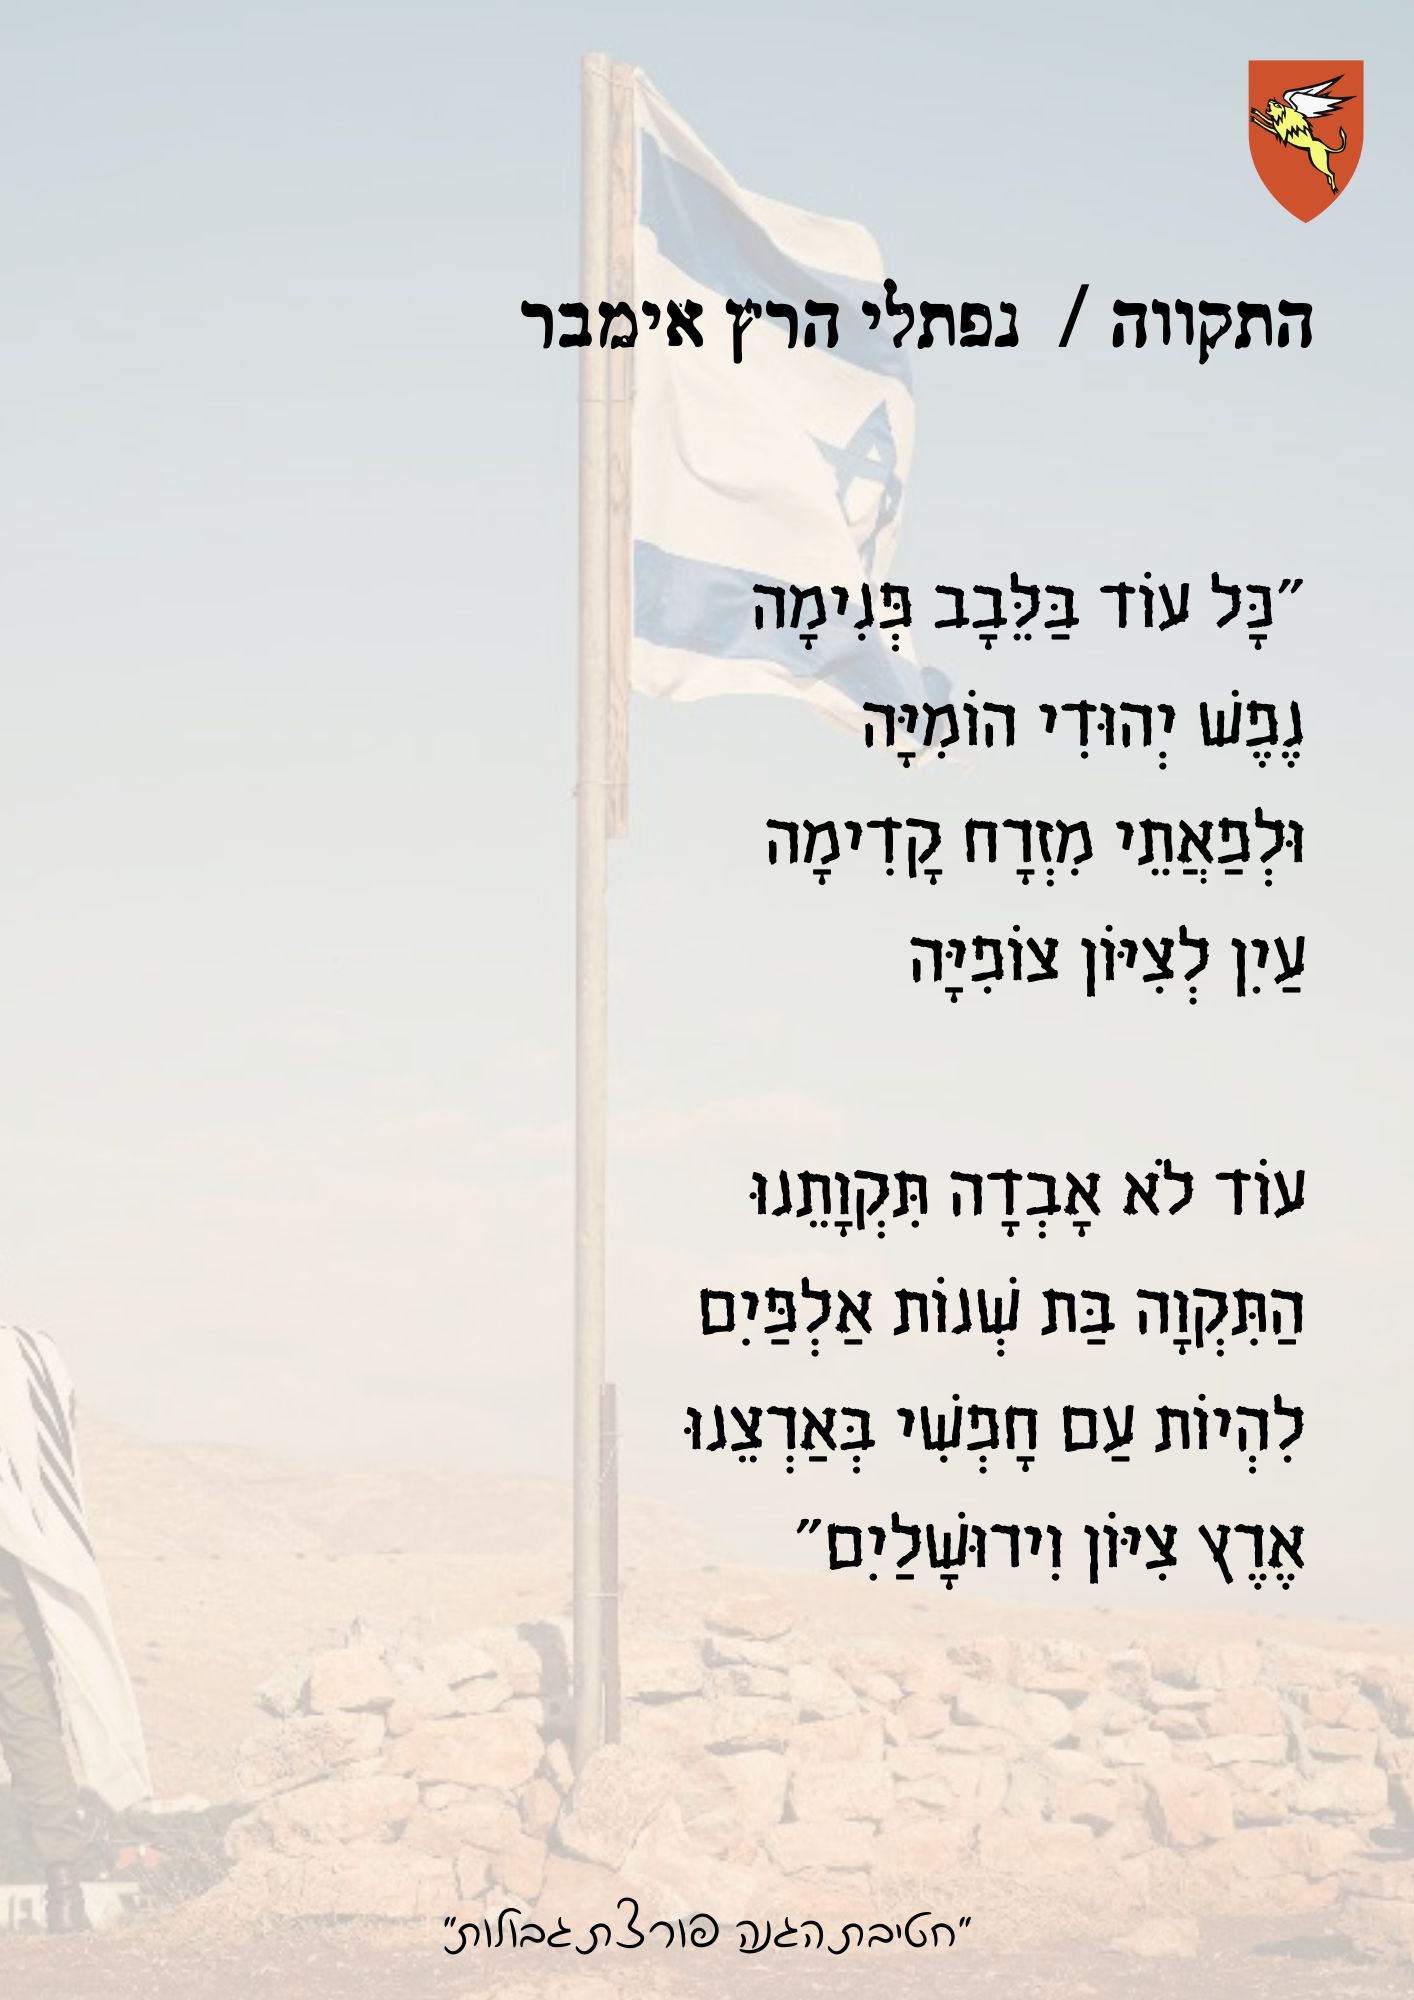 התקווה / נפתלי הרץ אימבר
"כָּל עוֹד בַּלֵּבָב פְּנִימָה
נֶפֶשׁ יְהוּדִי הוֹמִיָּה
וּלְפַאֲתֵי מִזְרָח קָדִימָה
עַיִן לְצִיּוֹן צוֹפִיָּה
עוֹד לֹא אָבְדָה תִּקְוָתֵנוּ
הַתִּקְוָה בַּת שְׁנוֹת אַלְפַּיִם
לִהְיוֹת עַם חָפְשִׁי בְּאַרְצֵנוּ
אֶרֶץ צִיּוֹן וִירוּשָׁלַיִם"
"חטיבת הגנה פורצת גבולות"